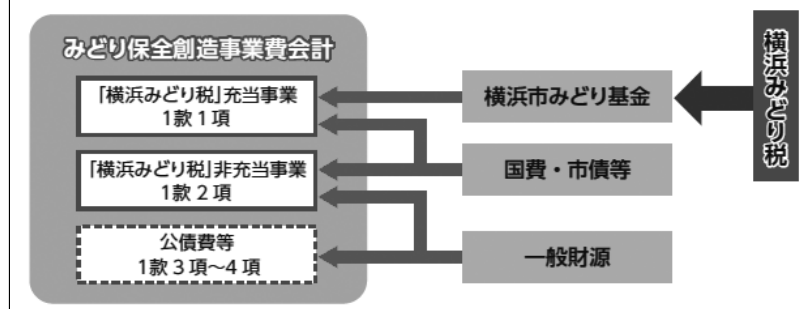 みどり保全創造事業費会計
「横浜みどり税」充当事業
1款1項
「横浜みどり税」非充当事業
1款2項
公債費等
1款3項～4項
横浜市みどり基金
国費・市債等
一般財源
横浜みどり税